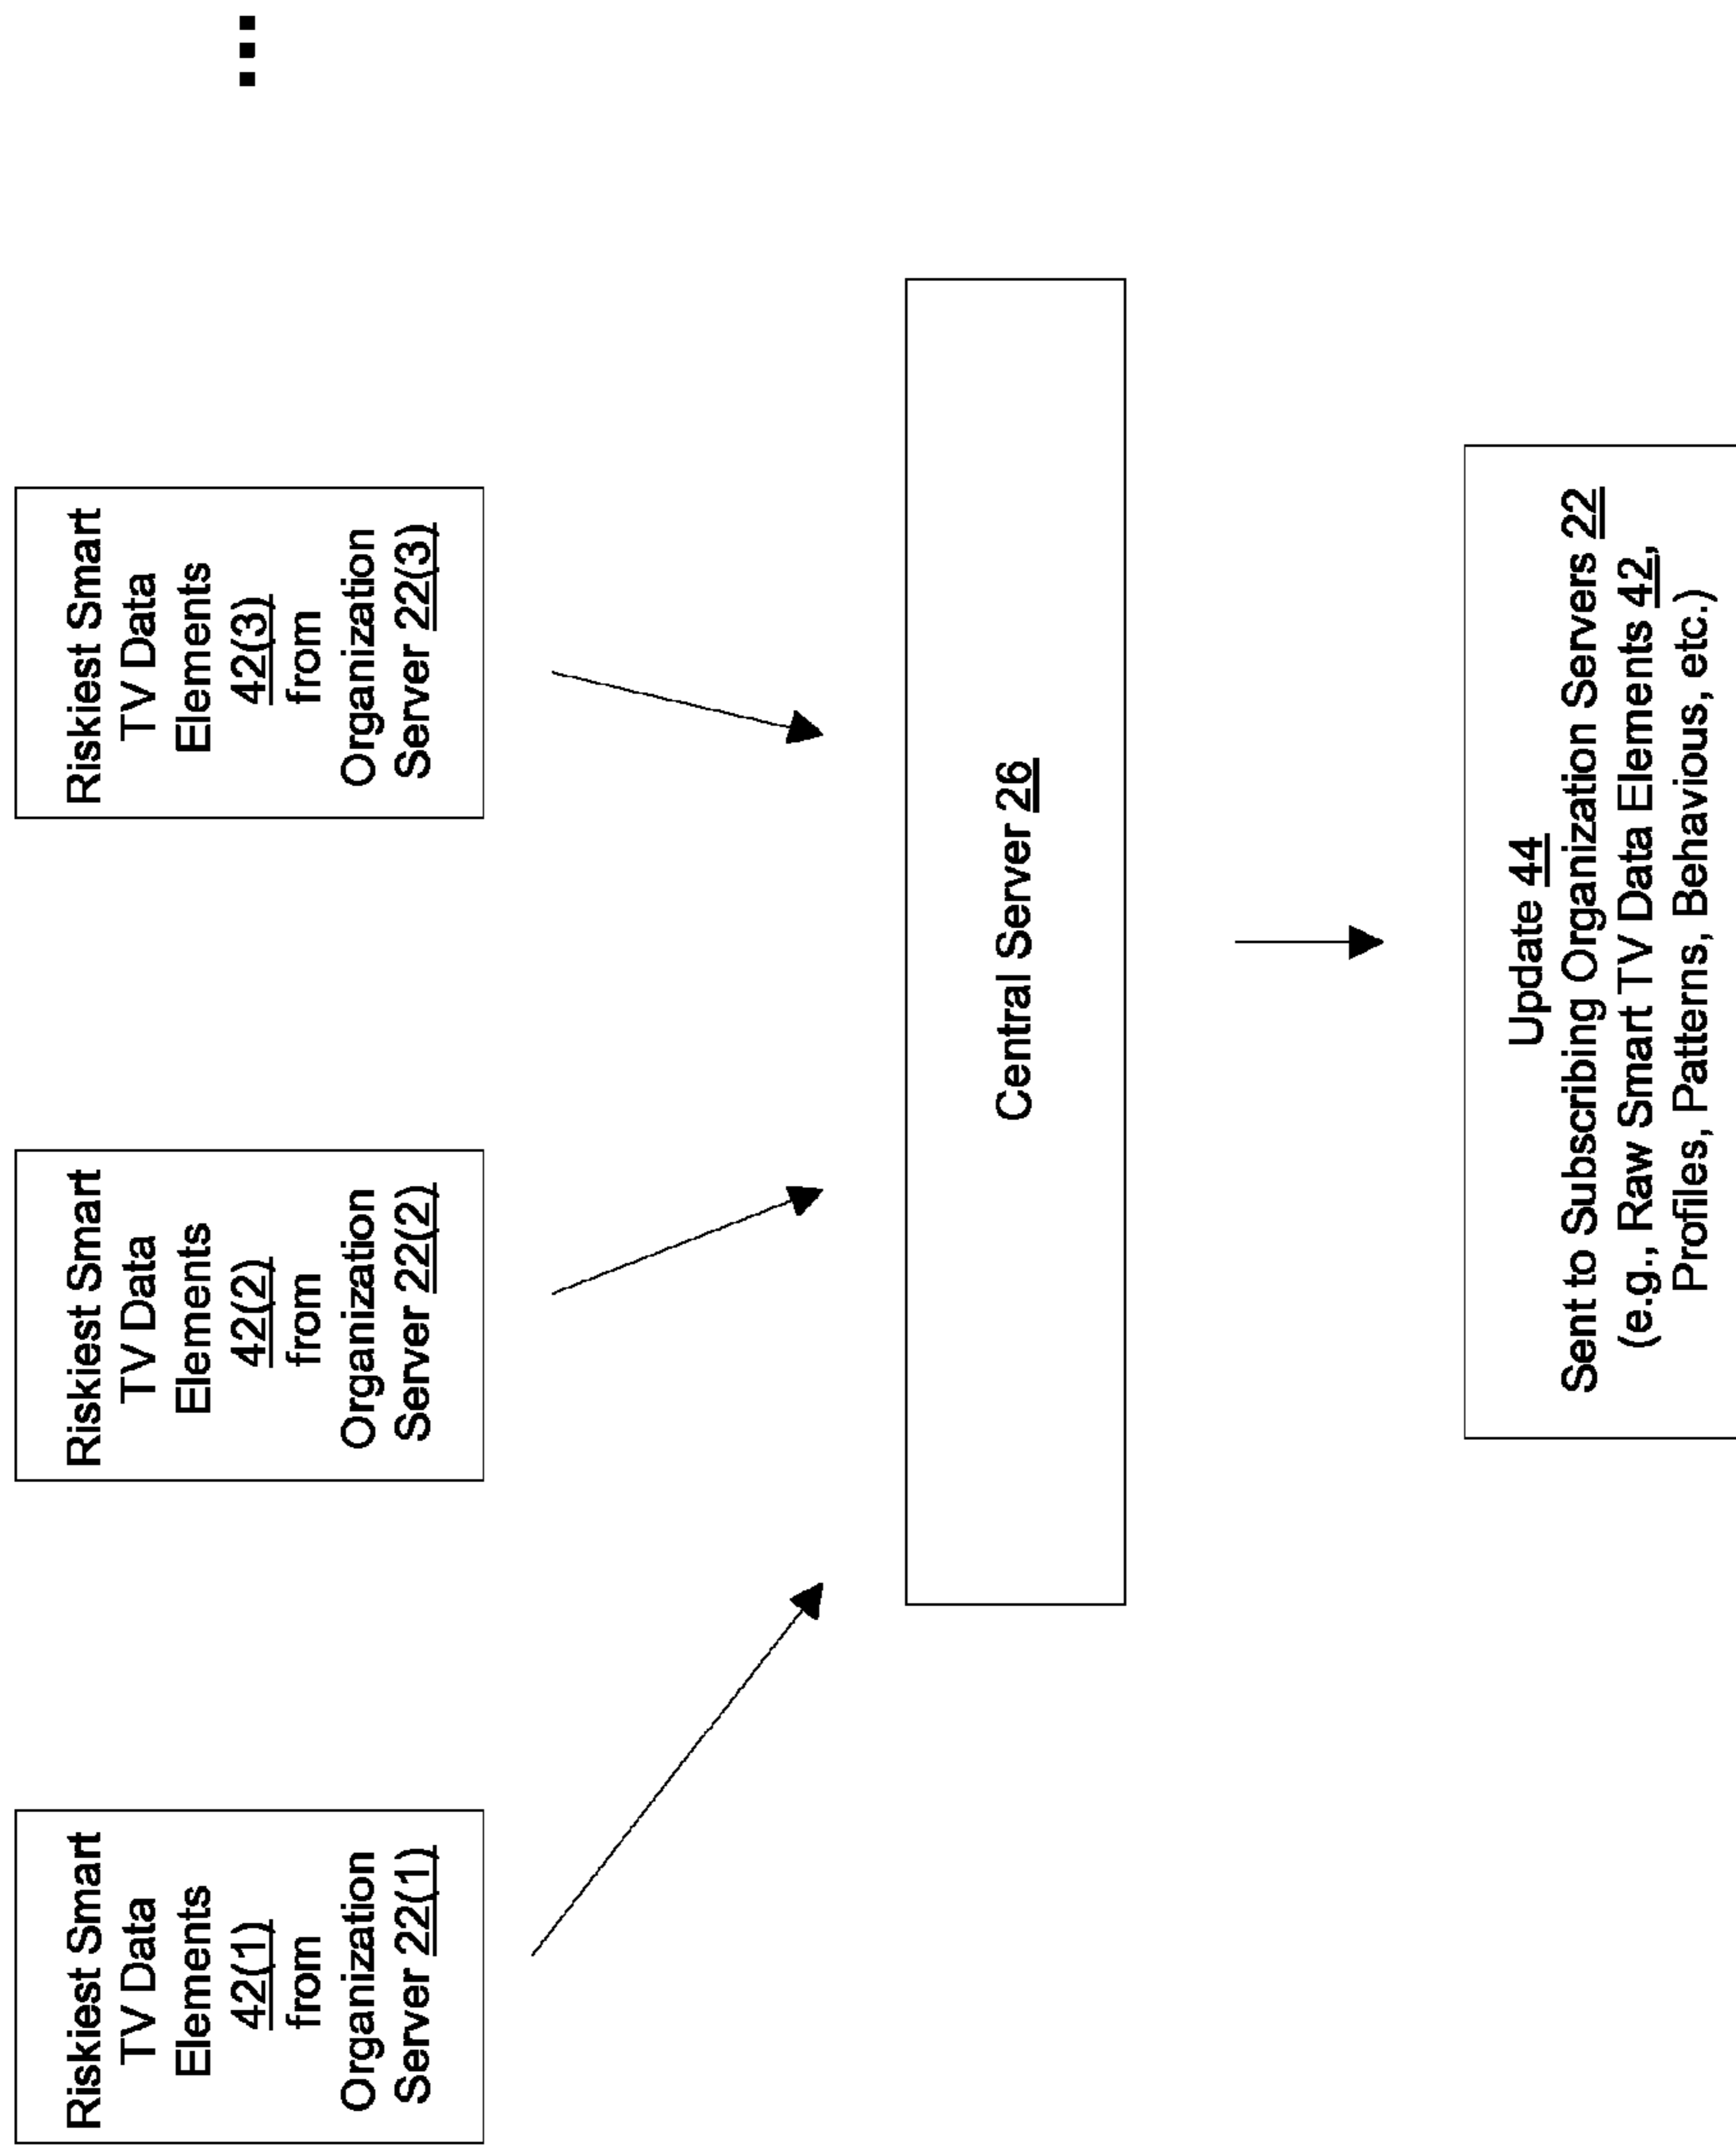 Riskiest Smart
TV Data
Elements
42(1)
from
Organization
Server 22(1)
Riskiest Smart
TV Data
Elements
42(2)
from
Organization
Server 22(2)
Riskiest Smart
TV Data
Elements
42(3)
from
Organization
Server 22(3)
...
Central Server 26
Update 44
Sent to Subscribing Organization Servers 22
(e.g., Raw Smart TV Data Elements 42,
Profiles, Patterns, Behavious, etc.)